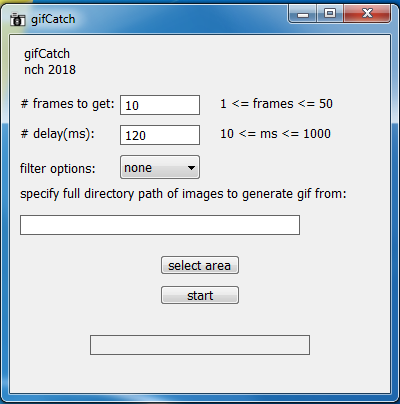 gifCatch
gifCatch
nch 2018
# frames to get: 10 1 <= frames <= 50
# delay(ms): 120 10 <= ms <= 1000
filter options: none
specify full directory path of images to generate gif from:
select area
start